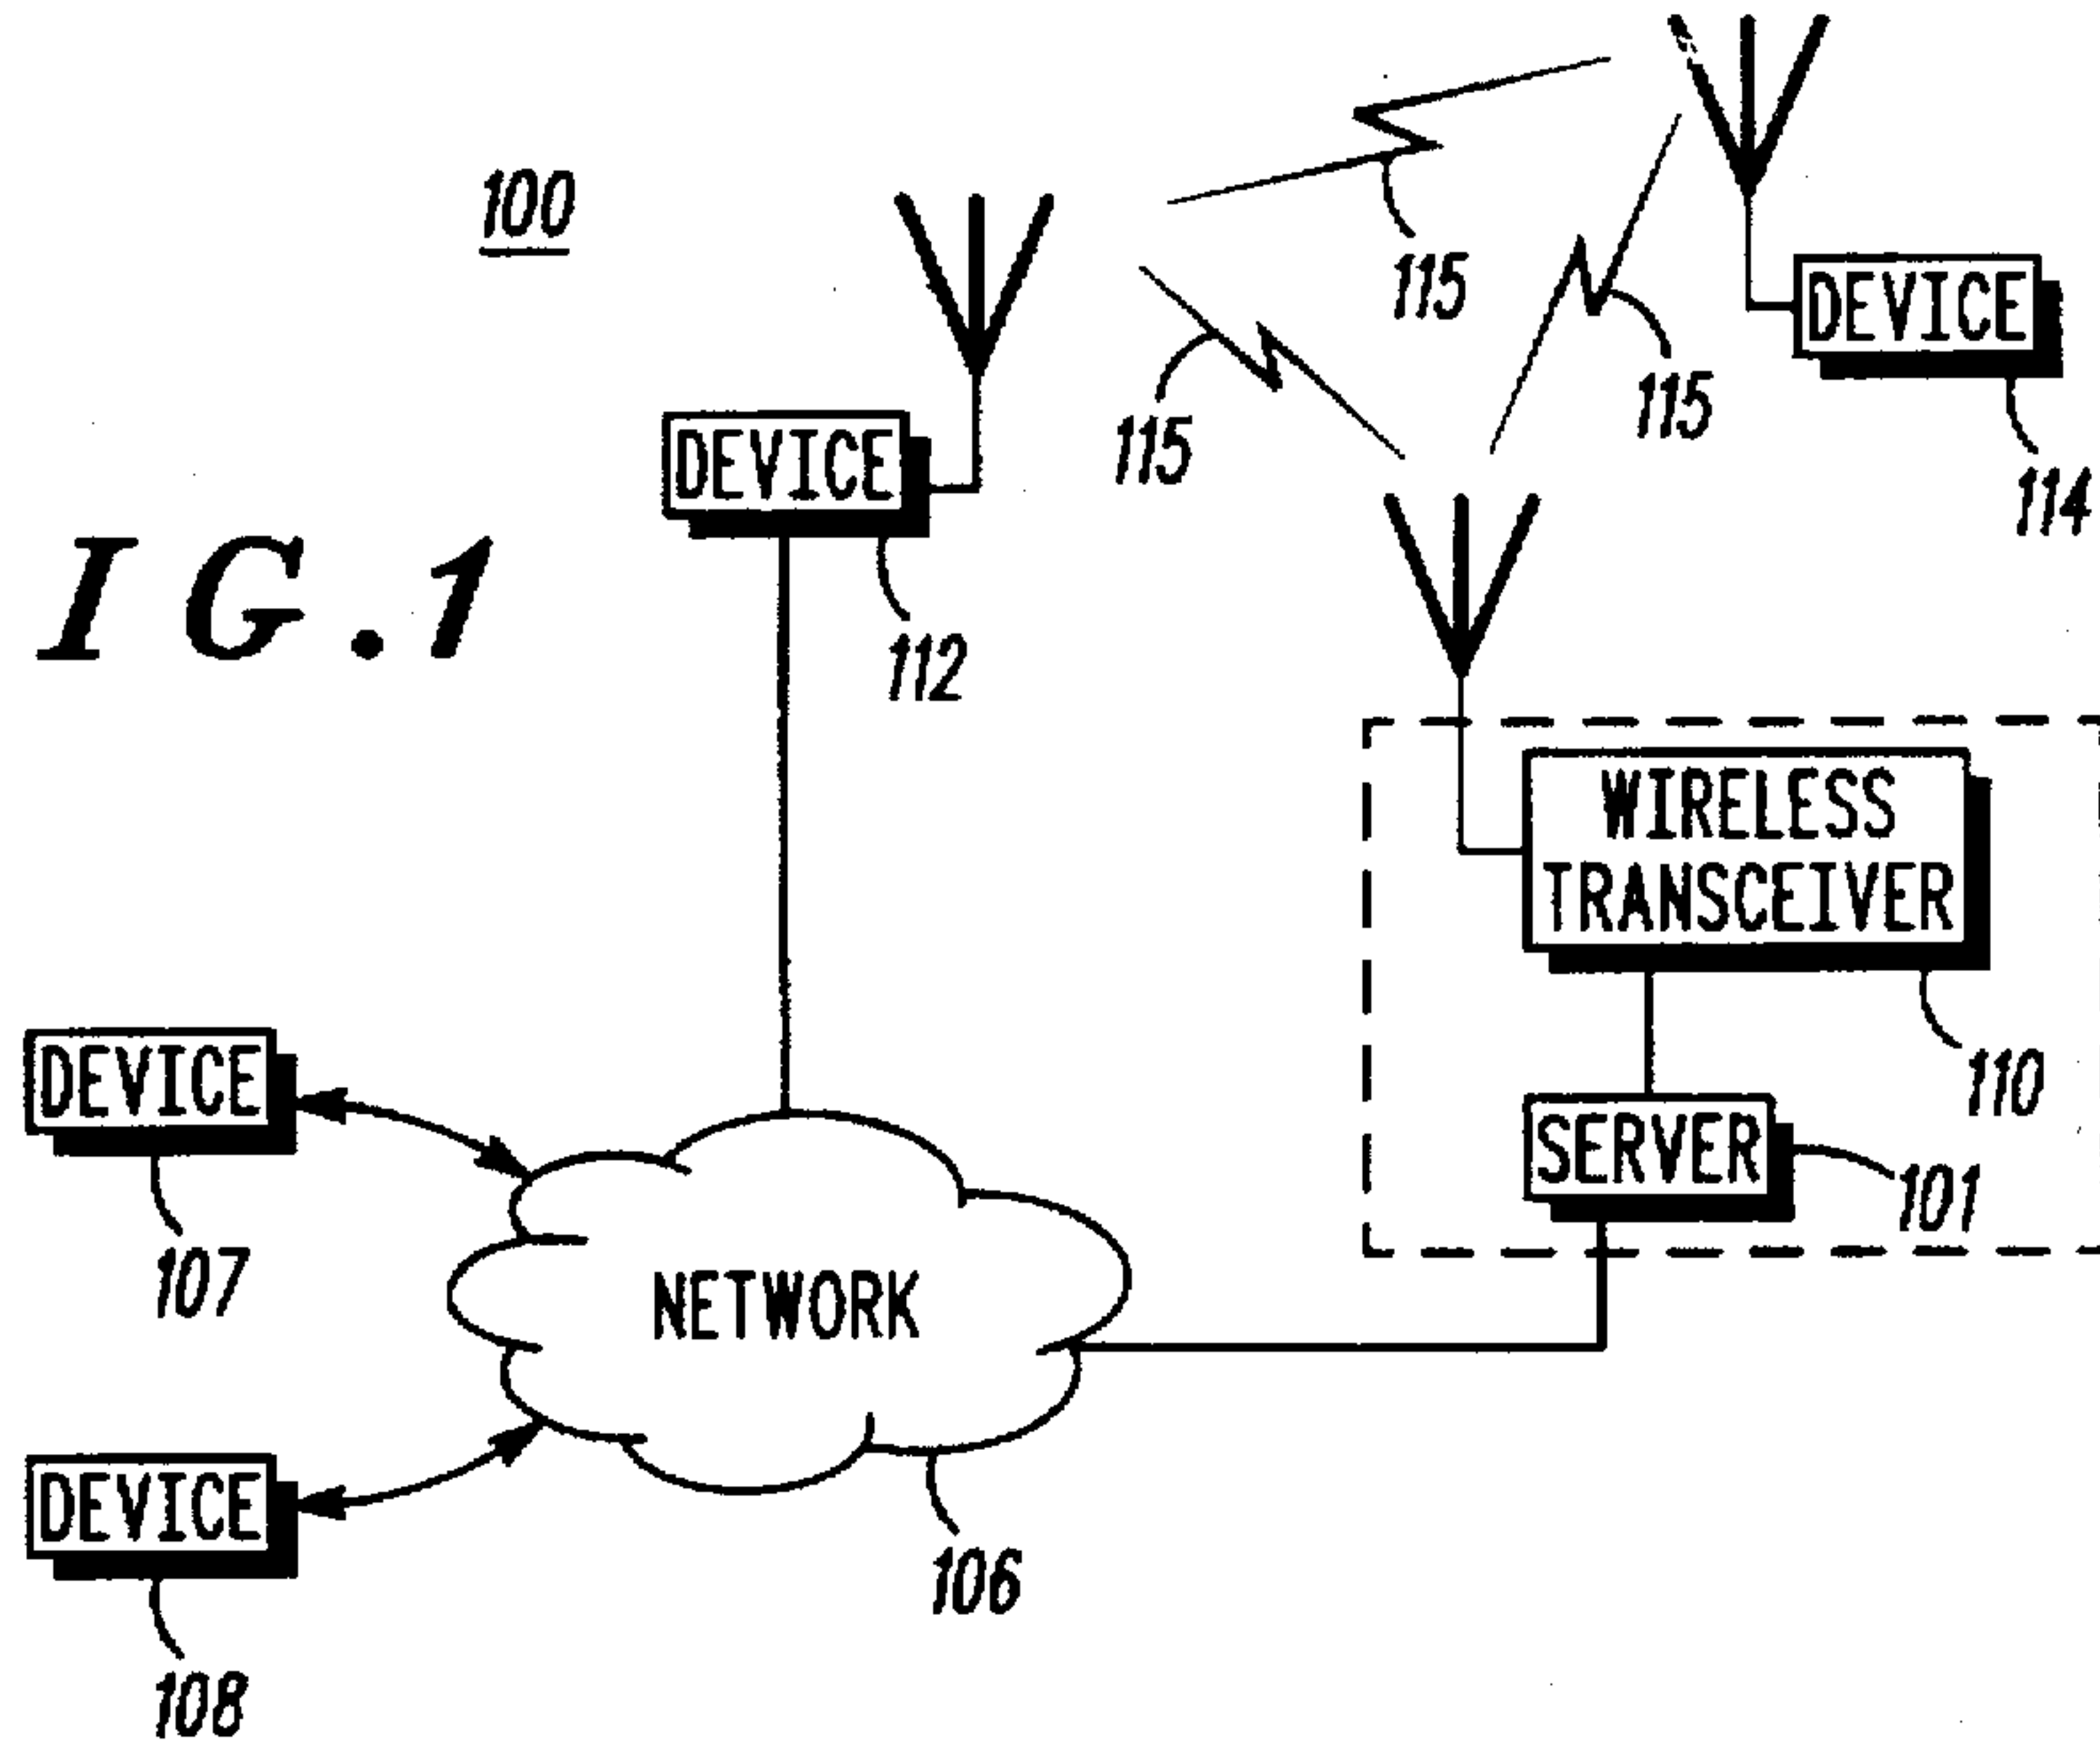 100
115
DEVICE
115
115
DEVICE
114
IG.1
112
WIRELESS
TRANSCEIVER
DEVICE
110
SERVER
101
107
NETWORK
DEVICE
106
108